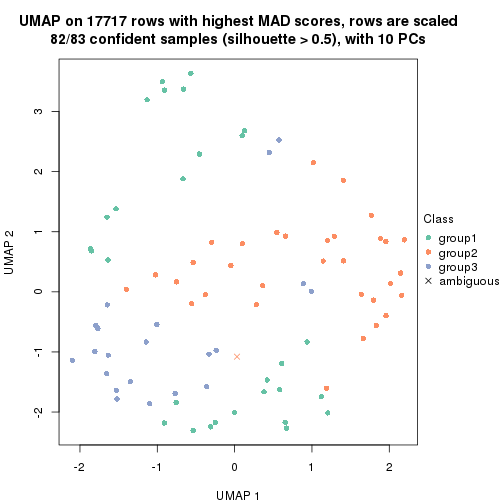 UMAP on 17717 rows with highest MAD scores, rows are scaled
82/83 confident samples (silhouette > 0.5), with 10 PCs
3
2
1
0
-1
-2
UMAP 2
-2
-1
0
1
2
UMAP 1
Class
group1
group2
group3
ambiguous